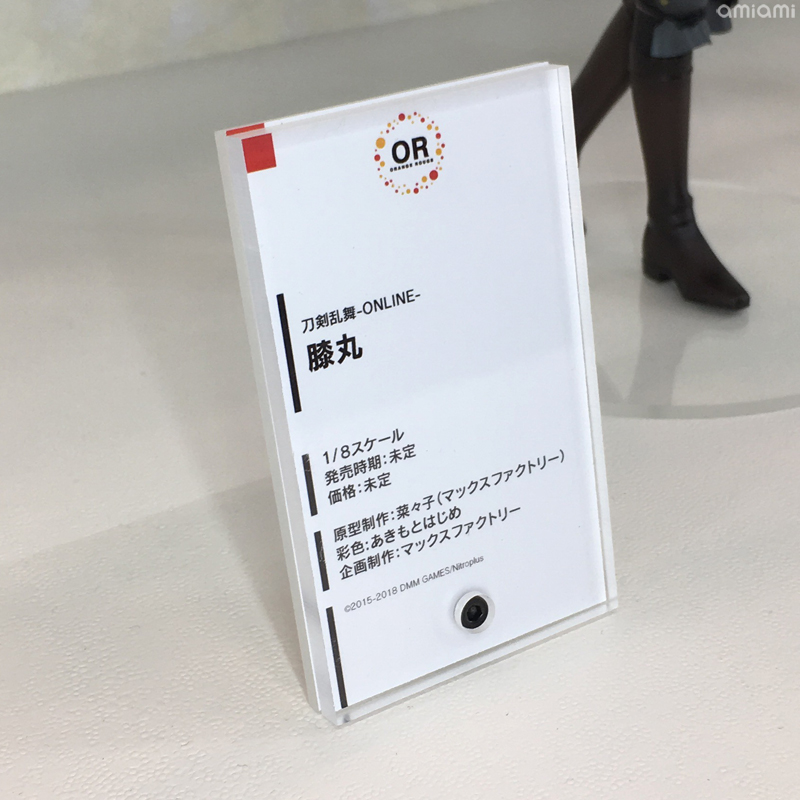 amiami
OR
ORANGE ROUGE
刀剣乱舞-ONLINE-
膝丸
1/8スケール
発売時期:未定
価格:未定
原型制作:菜々子(マックスファクトリー)
彩色:あきもとはじめ
企画制作:マックスファクトリー
©2015-2018 DMM GAMES/Nitroplus